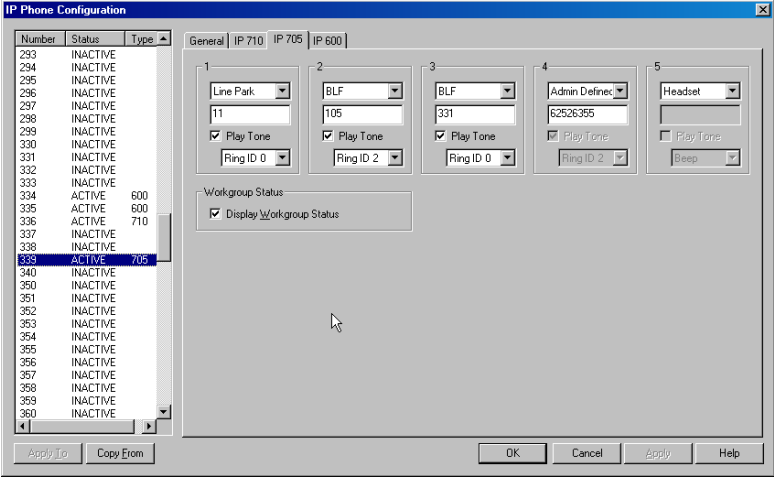 IP Phone Configuration
Number Status Type
293 INACTIVE
294 INACTIVE
295 INACTIVE
296 INACTIVE
297 INACTIVE
298 INACTIVE
299 INACTIVE
330 INACTIVE
331 INACTIVE
332 INACTIVE
333 INACTIVE
334 ACTIVE 600
335 ACTIVE 600
336 ACTIVE 710
337 INACTIVE
338 INACTIVE
339 ACTIVE 705
340 INACTIVE
350 INACTIVE
351 INACTIVE
352 INACTIVE
353 INACTIVE
354 INACTIVE
355 INACTIVE
356 INACTIVE
357 INACTIVE
358 INACTIVE
359 INACTIVE
360 INACTIVE
General IP 710 IP 705 IP 600
1 2 3 4 5
Line Park BLF BLF Admin Defined Headset
11 105 331 62526355
Play Tone Play Tone Play Tone Play Tone Play Tone
Ring ID 0 Ring ID 2 Ring ID 0 Ring ID 2 Beep
Workgroup Status
Display Workgroup Status
Apply To Copy From OK Cancel Apply Help